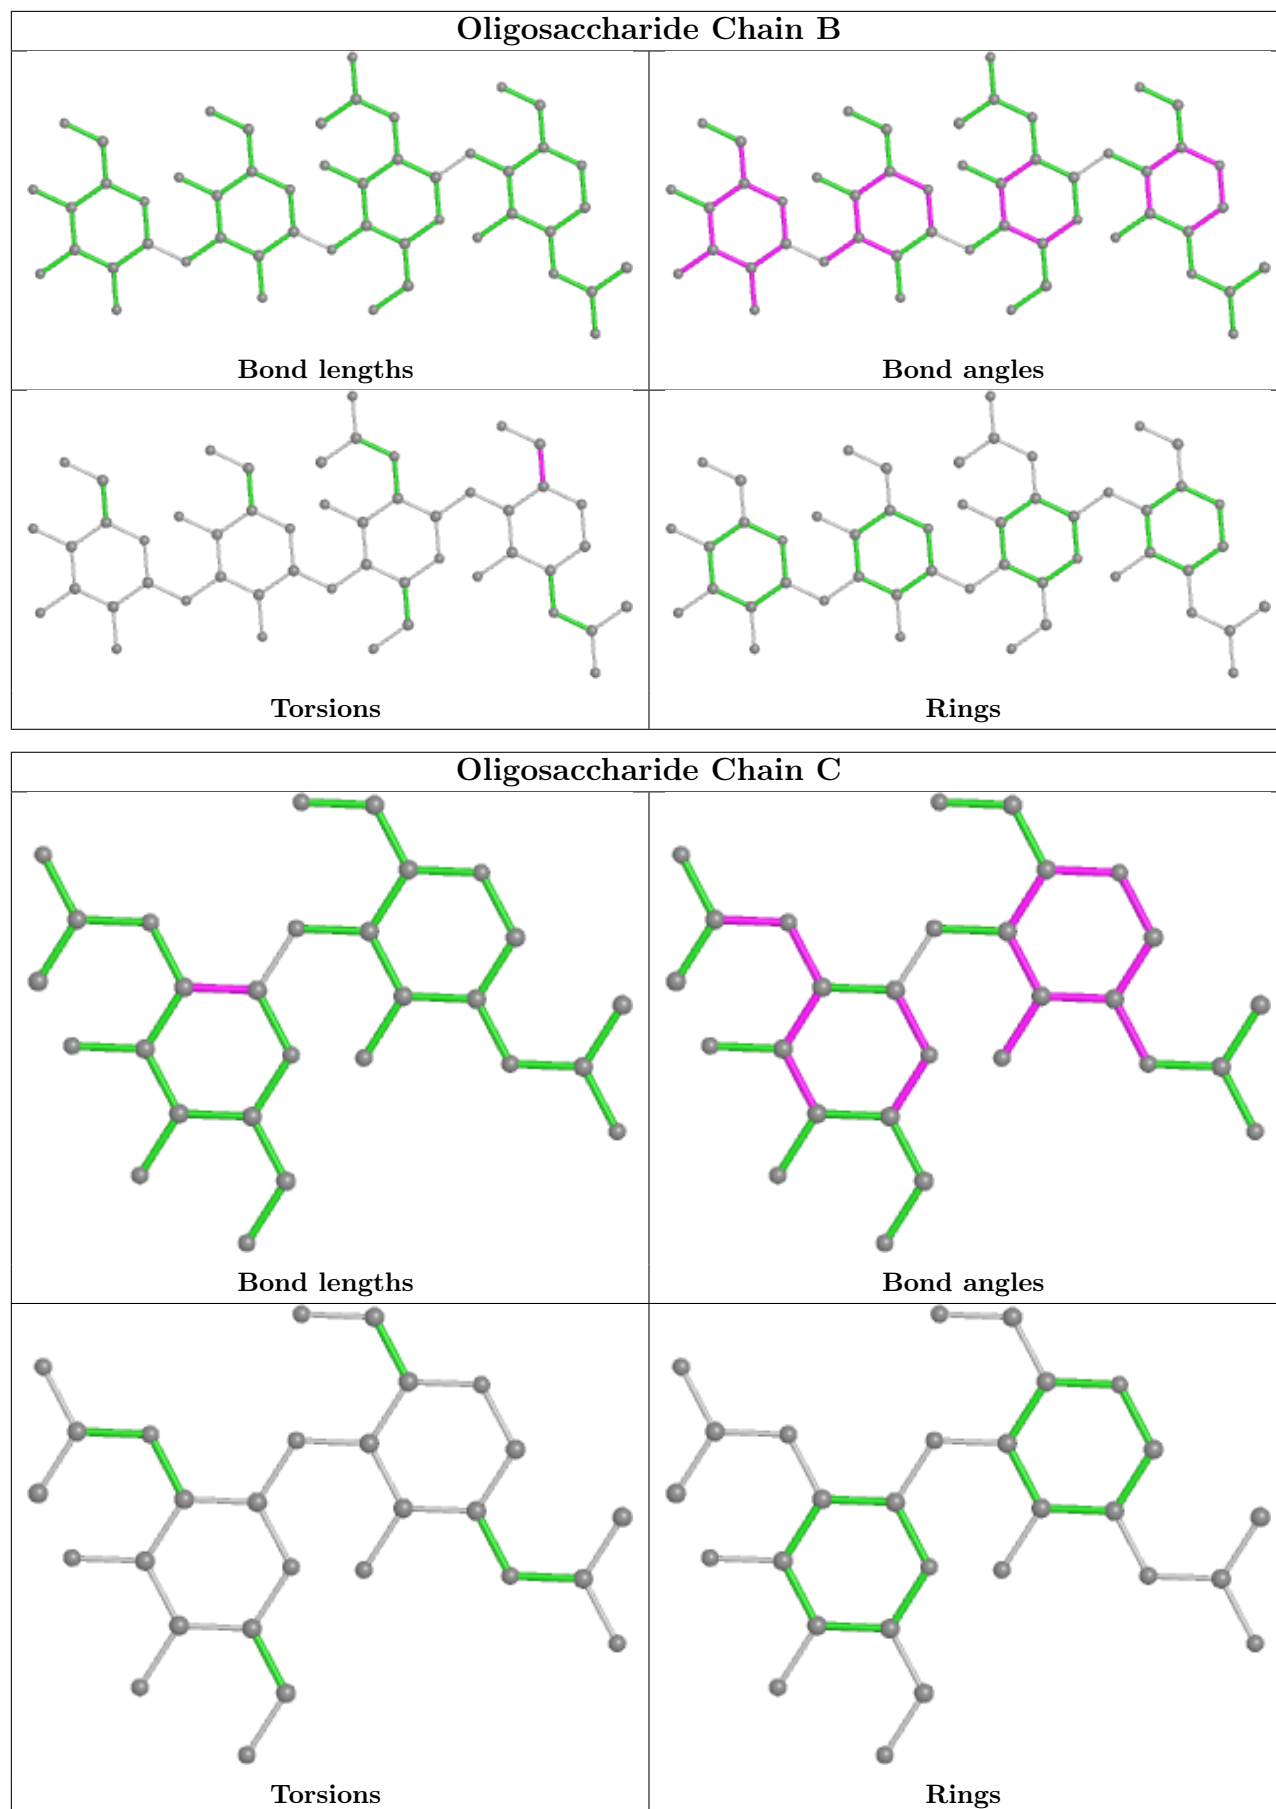 Oligosaccharide Chain B
Bond lengths
Bond angles
Torsions
Rings
Oligosaccharide Chain C
Bond lengths
Bond angles
Torsions
Rings